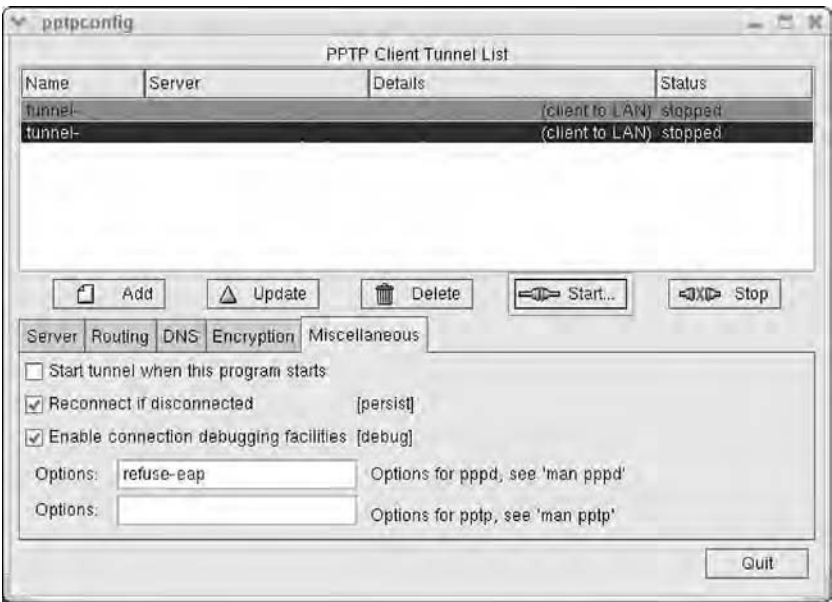 pptpconfig
PPTP Client Tunnel List
Name Server Details Status
tunnel- (client to LAN) stopped
tunnel- (client to LAN) stopped
Add Update Delete Start... Stop
Server Routing DNS Encryption Miscellaneous
Start tunnel when this program starts
Reconnect if disconnected [persist]
Enable connection debugging facilities [debug]
Options: refuse-eap Options for pppd, see 'man pppd'
Options: Options for pptp, see 'man pptp'
Quit